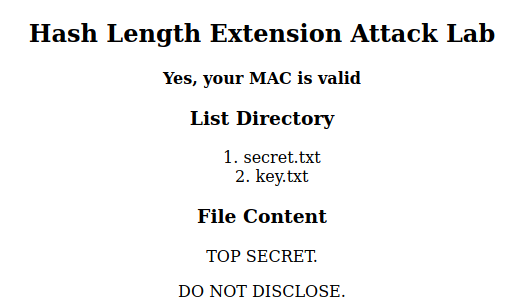 Hash Length Extension Attack Lab
Yes, your MAC is valid
List Directory
1. secret.txt
2. key.txt
File Content
TOP SECRET.
DO NOT DISCLOSE.